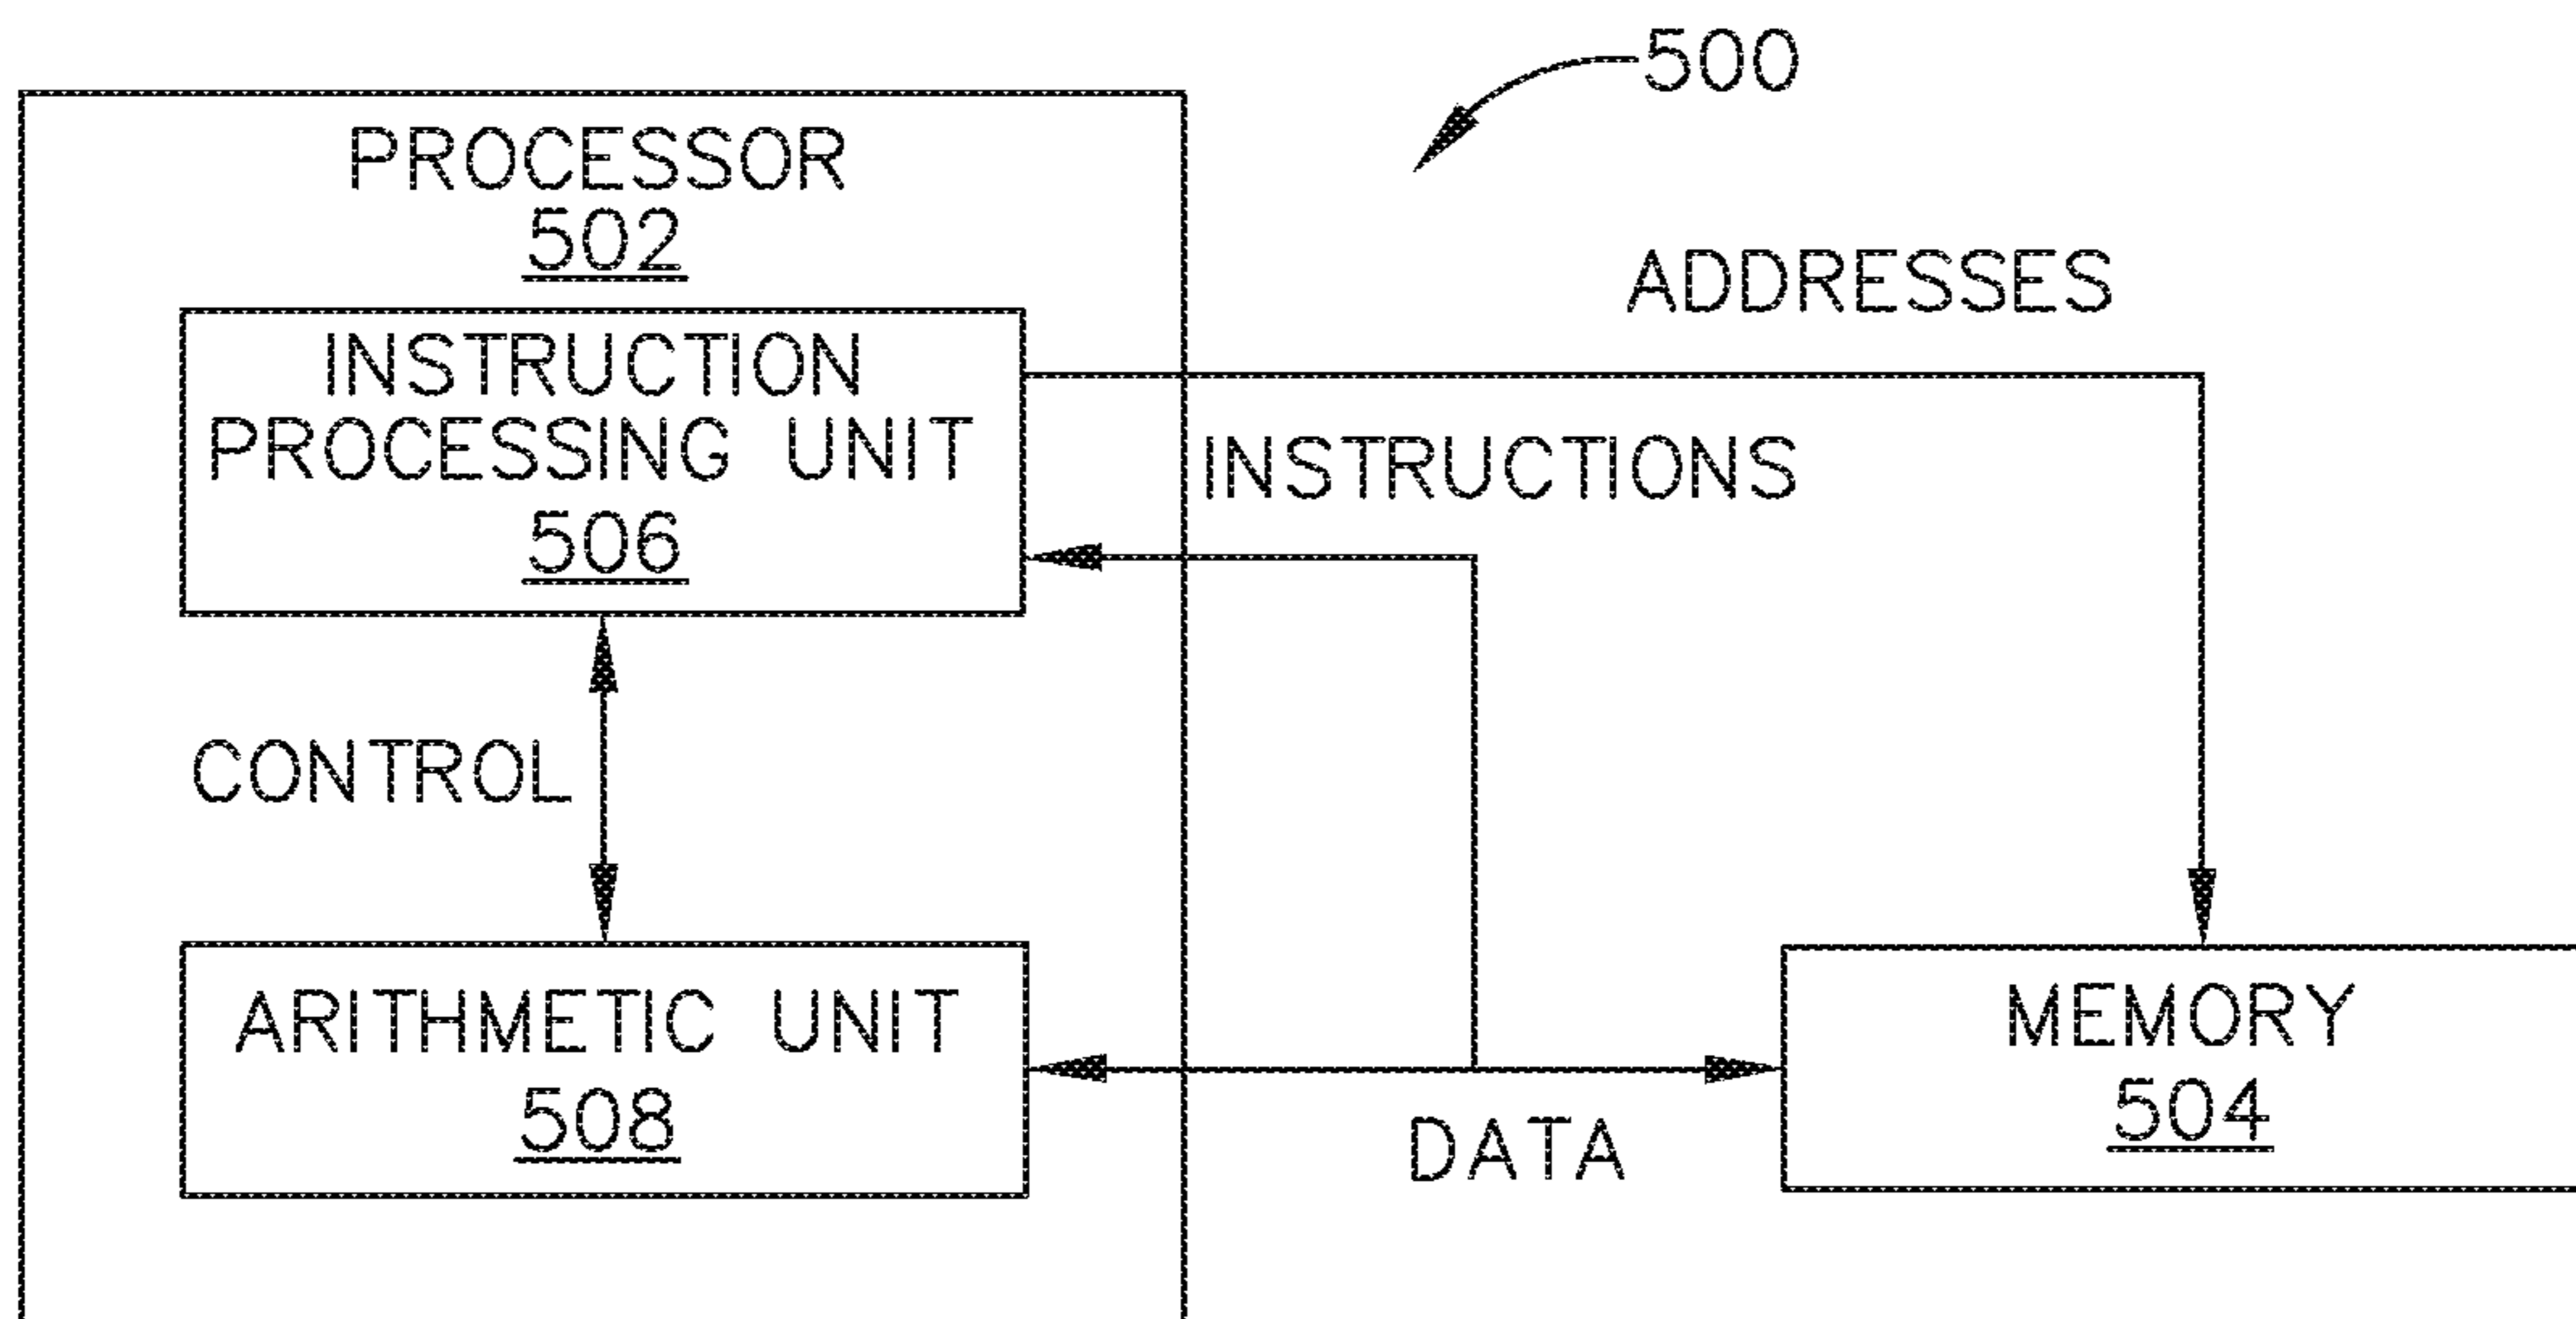 500
PROCESSOR
502
ADDRESSES
INSTRUCTION
PROCESSING UNIT
506
INSTRUCTIONS
CONTROL
ARITHMETIC UNIT
508
DATA
MEMORY
504